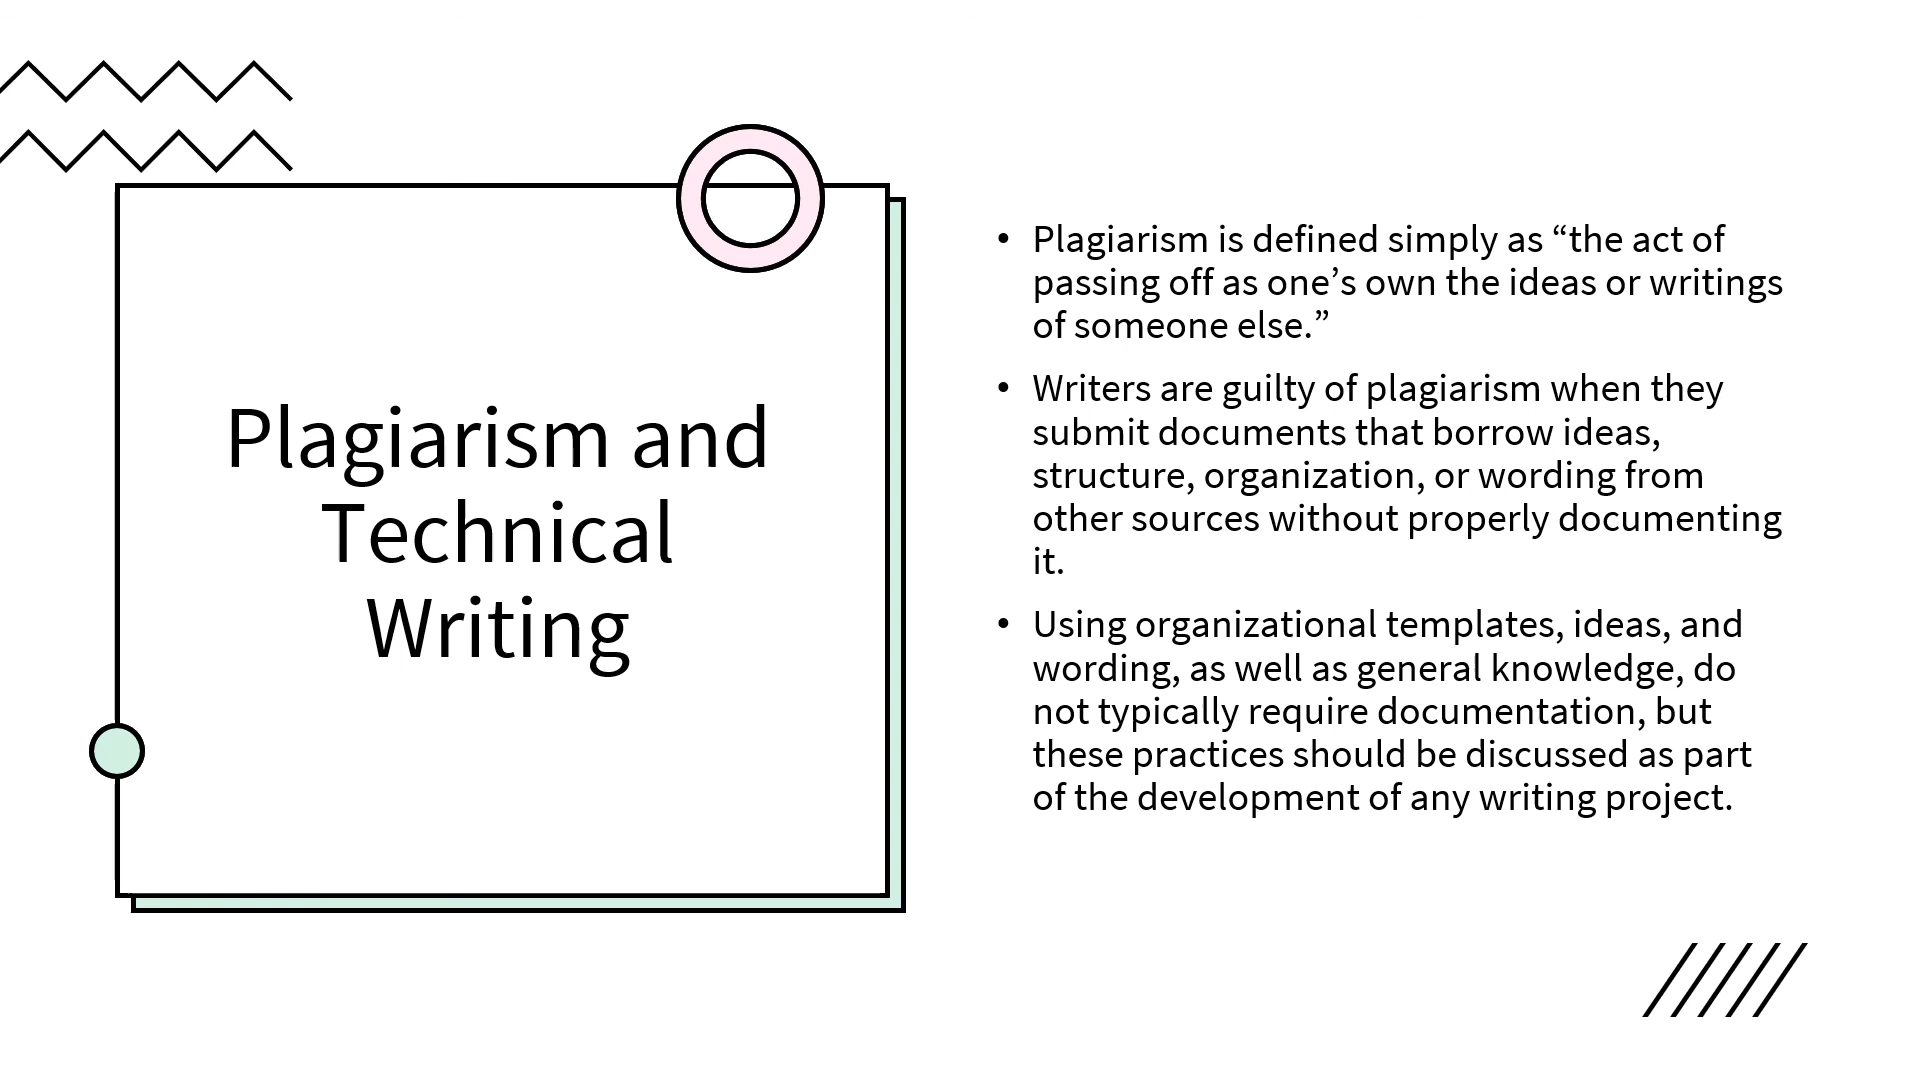 Plagiarism and
Technical
Writing
• Plagiarism is defined simply as “the act of
passing off as one’s own the ideas or writings
of someone else.”
• Writers are guilty of plagiarism when they
submit documents that borrow ideas,
structure, organization, or wording from
other sources without properly documenting
it.
• Using organizational templates, ideas, and
wording, as well as general knowledge, do
not typically require documentation, but
these practices should be discussed as part
of the development of any writing project.